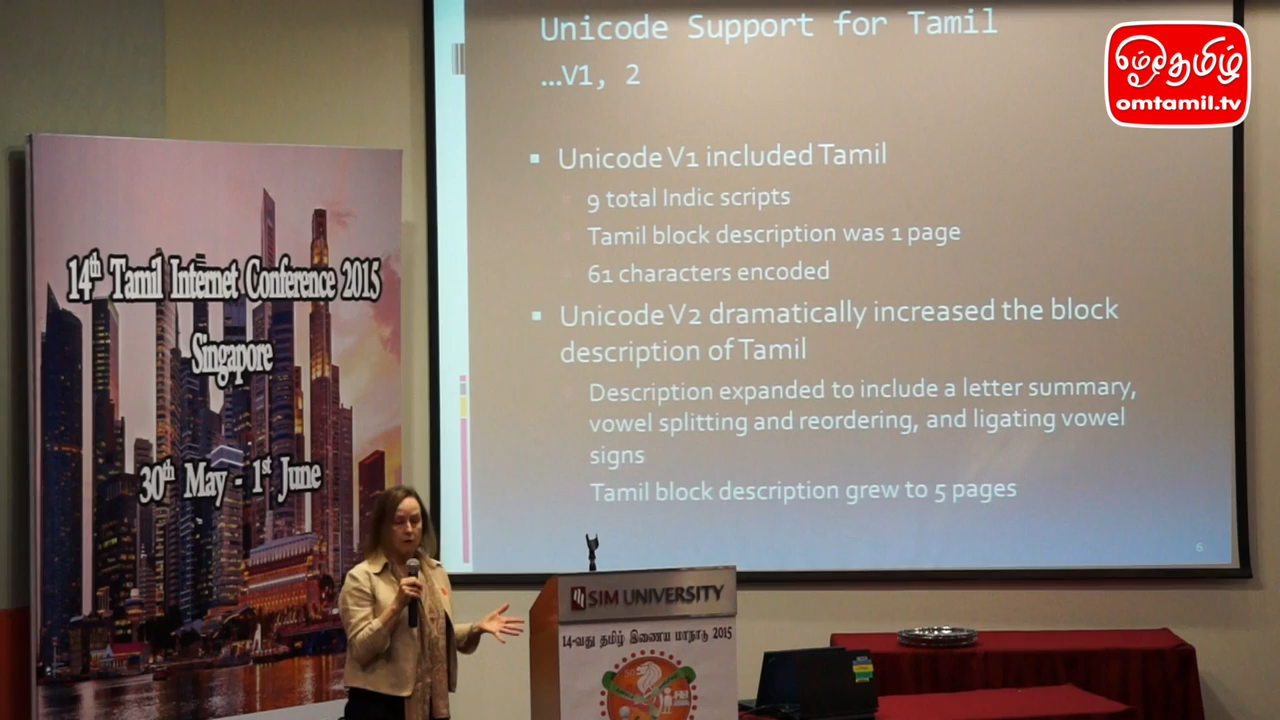 Unicode Support for Tamil
…V1, 2
ஓம்தமிழ்
omtamil.tv
▪ Unicode V1 included Tamil
9 total Indic scripts
Tamil block description was 1 page
61 characters encoded
▪ Unicode V2 dramatically increased the block
description of Tamil
Description expanded to include a letter summary,
vowel splitting and reordering, and ligating vowel
signs
Tamil block description grew to 5 pages
6
14th Tamil Internet Conference 2015
Singapore
30th May - 1st June
SIM UNIVERSITY
14-வது தமிழ் இணைய மாநாடு 2015